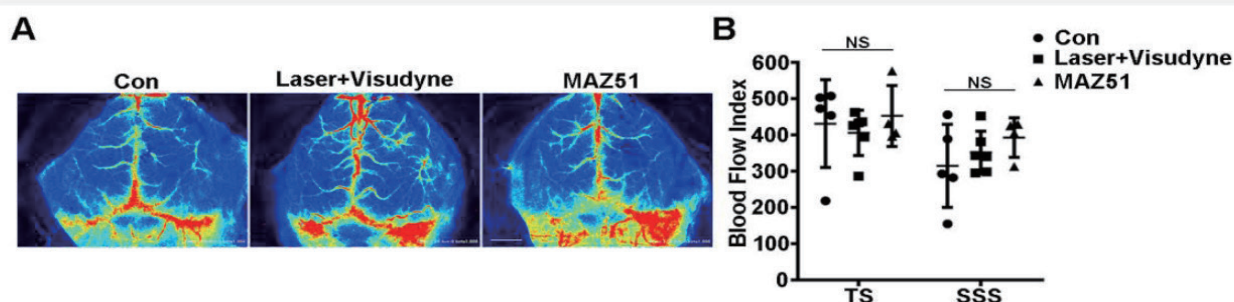 A
Con
Laser+Visudyne
MAZ51
B
NS
NS
Con
Laser+Visudyne
MAZ51
Blood Flow Index
600
500
400
300
200
100
0
TS
SSS